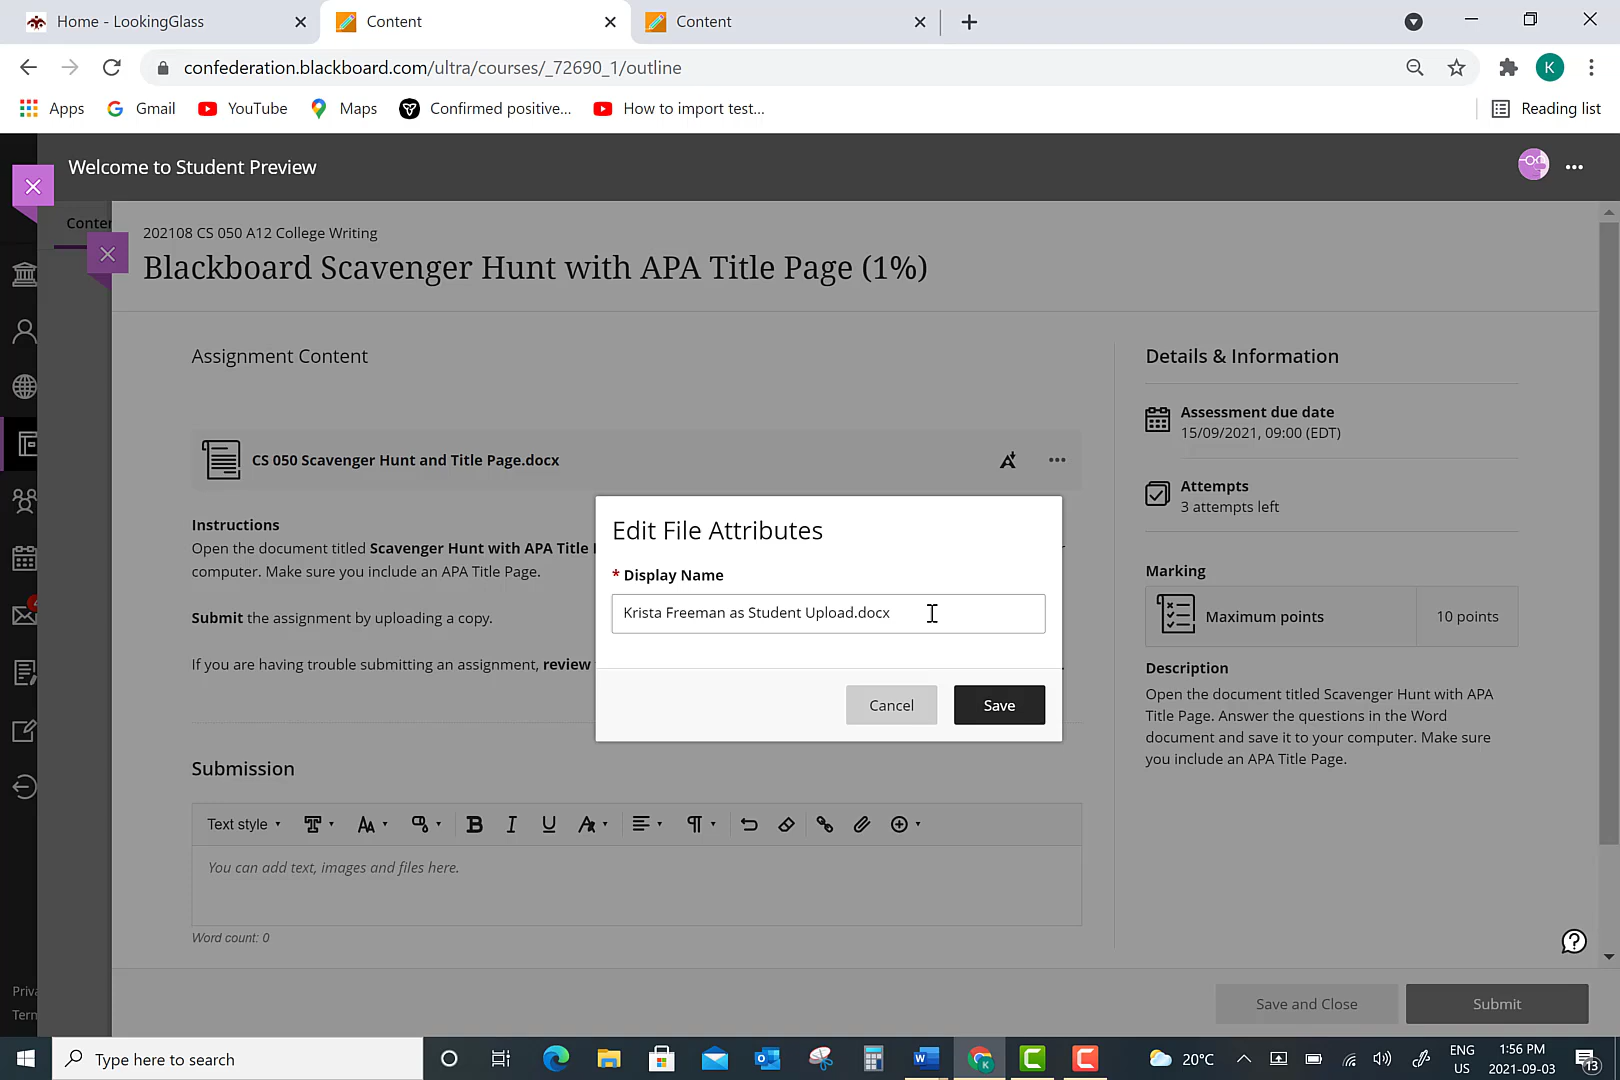 Home - LookingGlass
Content
Content
confederation.blackboard.com/ultra/courses/_72690_1/outline
K
Apps
Gmail
YouTube
Maps
Confirmed positive...
How to import test...
Reading list
Welcome to Student Preview
Conter
202108 CS 050 A12 College Writing
Blackboard Scavenger Hunt with APA Title Page (1%)
Assignment Content
CS 050 Scavenger Hunt and Title Page.docx
Instructions
Open the document titled Scavenger Hunt with APA Title
computer. Make sure you include an APA Title Page.
Submit the assignment by uploading a copy.
If you are having trouble submitting an assignment, review
Edit File Attributes
* Display Name
Krista Freeman as Student Upload.docx
Cancel
Save
Submission
Text style
You can add text, images and files here.
Word count: 0
Details & Information
Assessment due date
15/09/2021, 09:00 (EDT)
Attempts
3 attempts left
Marking
Maximum points
10 points
Description
Open the document titled Scavenger Hunt with APA
Title Page. Answer the questions in the Word
document and save it to your computer. Make sure
you include an APA Title Page.
Priva
Term
Save and Close
Submit
Type here to search
20°C
ENG
US
1:56 PM
2021-09-03
13